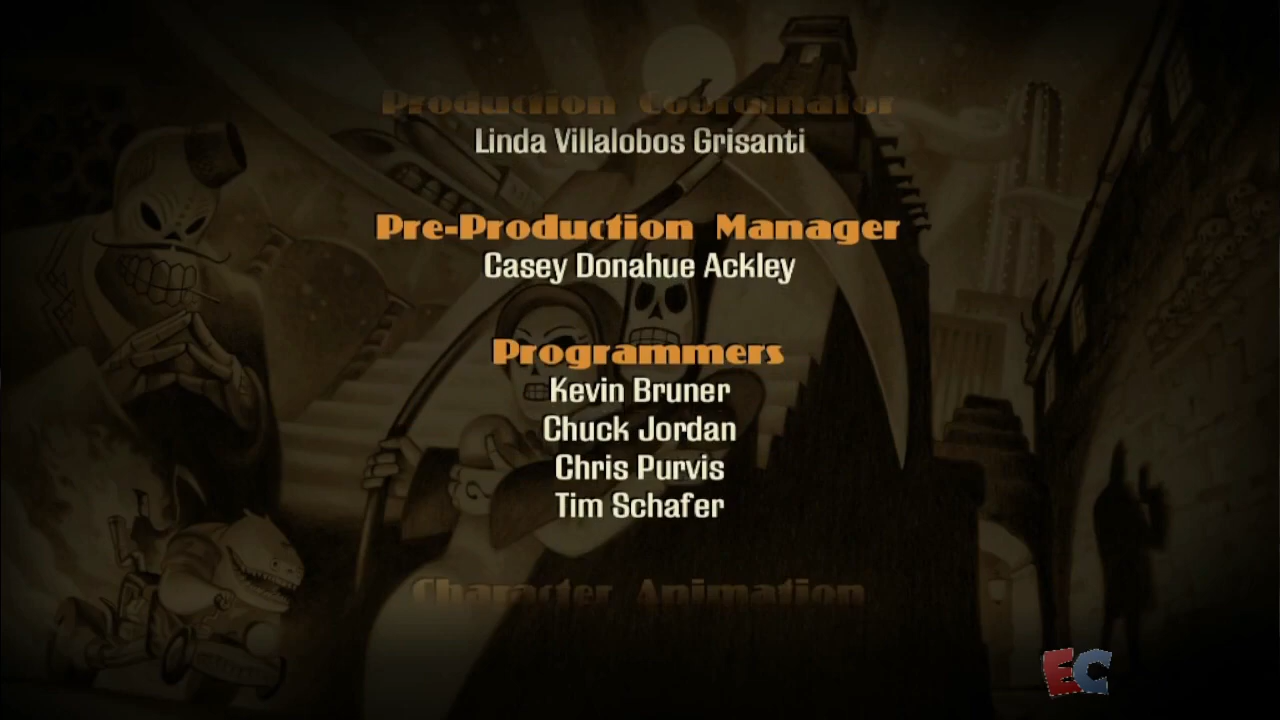 Production Coordinator
Linda Villalobos Grisanti
Pre-Production Manager
Casey Donahue Ackley
Programmers
Kevin Bruner
Chuck Jordan
Chris Purvis
Tim Schafer
Character Animation
EC